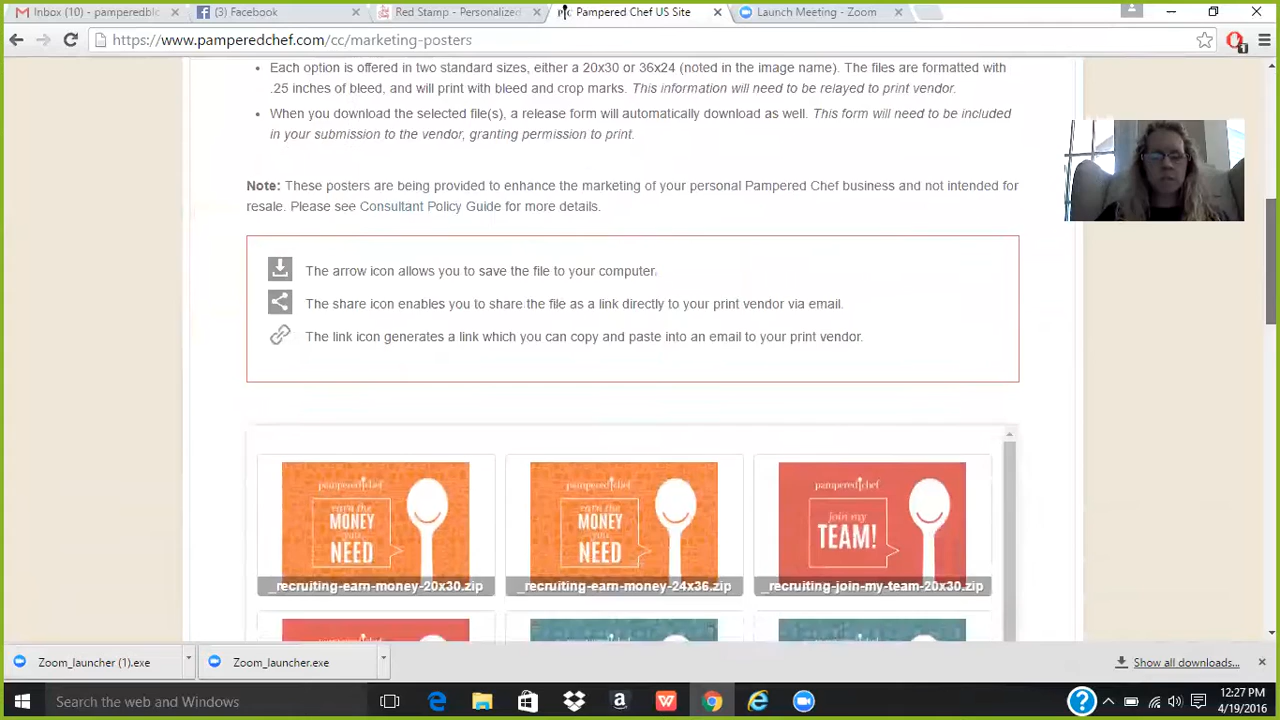 Inbox (10) - pamperedblo
(3) Facebook
Red Stamp - Personalized
Pampered Chef US Site
Launch Meeting - Zoom
https://www.pamperedchef.com/cc/marketing-posters
Each option is offered in two standard sizes, either a 20x30 or 36x24 (noted in the image name). The files are formatted with
.25 inches of bleed, and will print with bleed and crop marks. This information will need to be relayed to print vendor.
When you download the selected file(s), a release form will automatically download as well. This form will need to be included
in your submission to the vendor, granting permission to print.
Note: These posters are being provided to enhance the marketing of your personal Pampered Chef business and not intended for
resale. Please see Consultant Policy Guide for more details.
The arrow icon allows you to save the file to your computer.
The share icon enables you to share the file as a link directly to your print vendor via email.
The link icon generates a link which you can copy and paste into an email to your print vendor.
pampered chef
earn the
MONEY
you
NEED
_recruiting-earn-money-20x30.zip
pampered chef
earn the
MONEY
you
NEED
_recruiting-earn-money-24x36.zip
pampered chef
join my
TEAM!
_recruiting-join-my-team-20x30.zip
Zoom_launcher (1).exe
Zoom_launcher.exe
Show all downloads...
Search the web and Windows
12:27 PM
4/19/2016